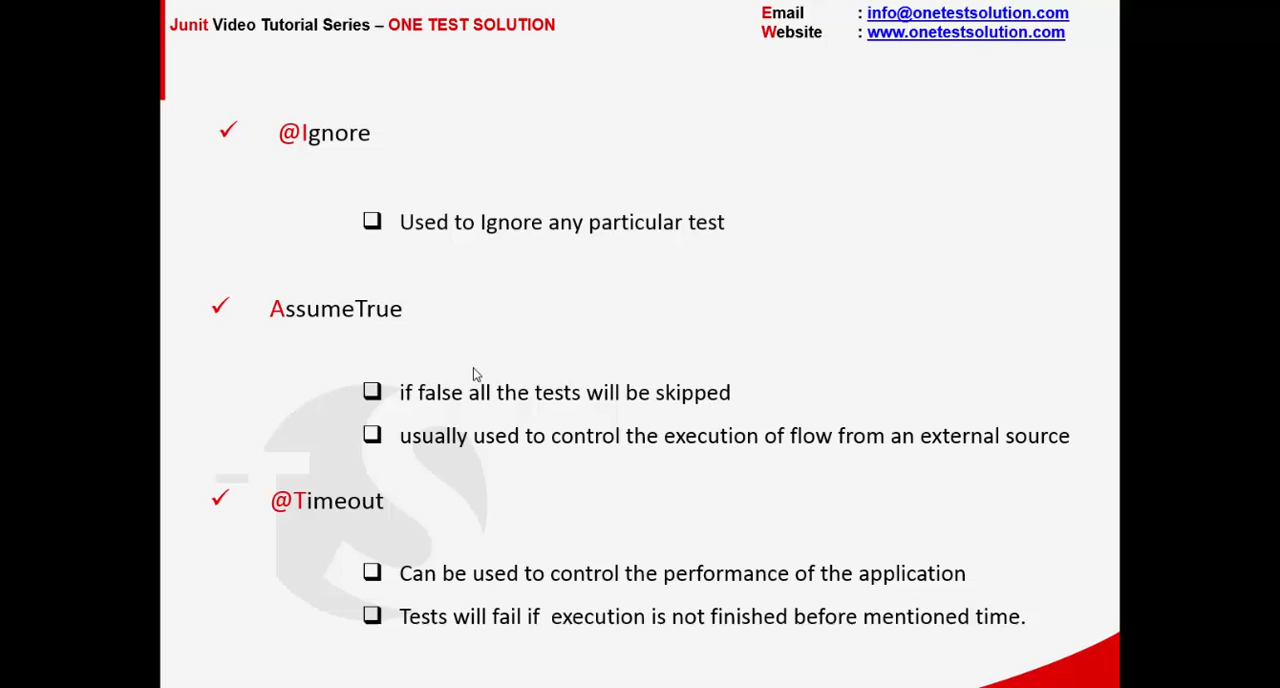 Junit Video Tutorial Series – ONE TEST SOLUTION
Email : info@onetestsolution.com
Website : www.onetestsolution.com
@Ignore
Used to Ignore any particular test
AssumeTrue
if false all the tests will be skipped
usually used to control the execution of flow from an external source
@Timeout
Can be used to control the performance of the application
Tests will fail if execution is not finished before mentioned time.